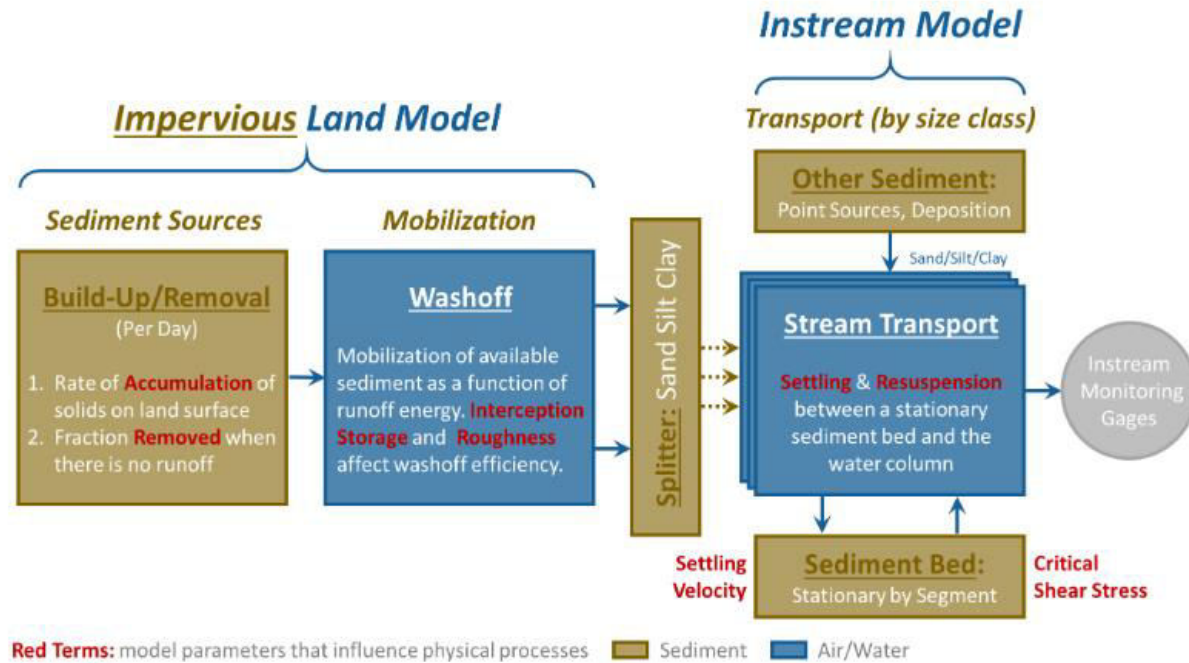 Instream Model
Impervious Land Model
Transport (by size class)
Sediment Sources
Mobilization
Other Sediment:
Point Sources, Deposition
Sand/Silt/Clay
Build-Up/Removal
(Per Day)
1. Rate of Accumulation of
solids on land surface
2. Fraction Removed when
there is no runoff
Washoff
Mobilization of available
sediment as a function of
runoff energy. Interception
Storage and Roughness
affect washoff efficiency.
Splitter: Sand Silt Clay
Stream Transport
Settling & Resuspension
between a stationary
sediment bed and the
water column
Instream
Monitoring
Gages
Settling
Velocity
Sediment Bed:
Stationary by Segment
Critical
Shear Stress
Red Terms: model parameters that influence physical processes
Sediment
Air/Water